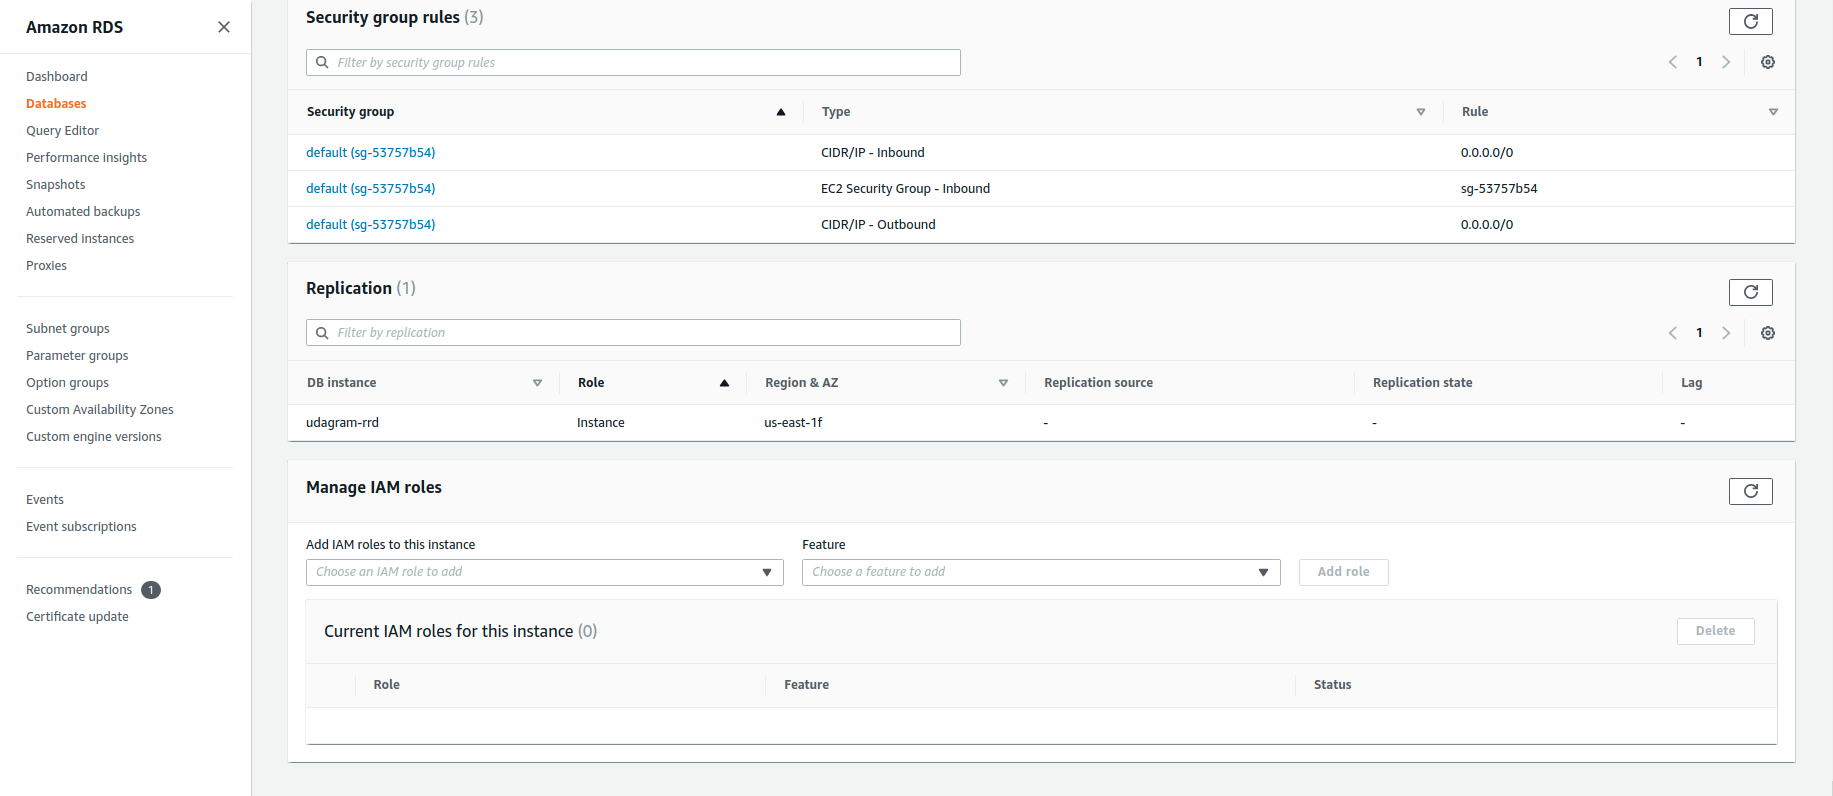 Amazon RDS
Dashboard
Databases
Query Editor
Performance insights
Snapshots
Automated backups
Reserved instances
Proxies
Subnet groups
Parameter groups
Option groups
Custom Availability Zones
Custom engine versions
Events
Event subscriptions
Recommendations 1
Certificate update
Security group rules (3)
Filter by security group rules
1
Security group Type Rule
default (sg-53757b54) CIDR/IP - Inbound 0.0.0.0/0
default (sg-53757b54) EC2 Security Group - Inbound sg-53757b54
default (sg-53757b54) CIDR/IP - Outbound 0.0.0.0/0
Replication (1)
Filter by replication
1
DB instance Role Region & AZ Replication source Replication state Lag
udagram-rrd Instance us-east-1f - - -
Manage IAM roles
Add IAM roles to this instance Feature
Choose an IAM role to add Choose a feature to add Add role
Current IAM roles for this instance (0) Delete
Role Feature Status